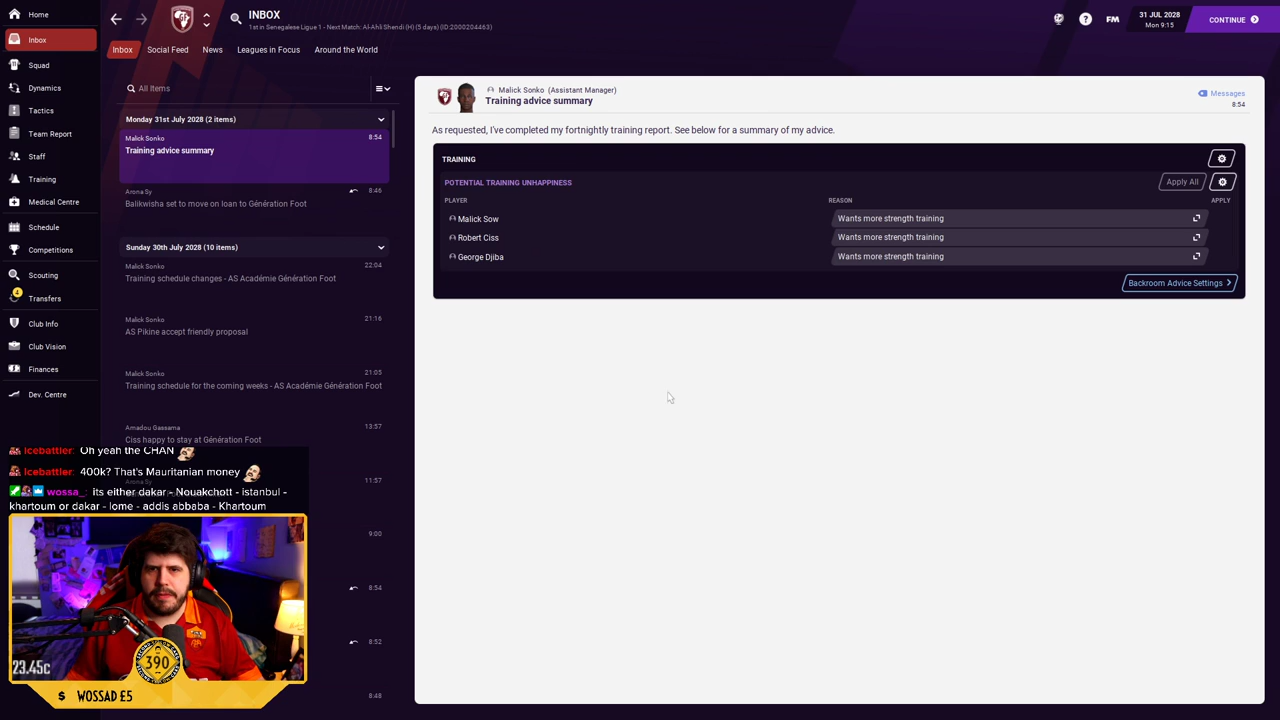 Home
Inbox
Squad
Dynamics
Tactics
Team Report
Staff
Training
Medical Centre
Schedule
Competitions
Scouting
4
Transfers
Club Info
Club Vision
Finances
Dev. Centre
INBOX
1st in Senegalese Ligue 1 - Next Match: Al-Ahli Shendi (H) (5 days) (ID:2000204463)
FM
31 JUL 2028
Mon 9:15
CONTINUE
Inbox
Social Feed
News
Leagues in Focus
Around the World
All Items
Monday 31st July 2028 (2 items)
Malick Sonko
8:54
Training advice summary
Arona Sy
8:46
Balikwisha set to move on loan to Génération Foot
Sunday 30th July 2028 (10 items)
Malick Sonko
22:04
Training schedule changes - AS Académie Génération Foot
Malick Sonko
21:16
AS Pikine accept friendly proposal
Malick Sonko
21:05
Training schedule for the coming weeks - AS Académie Génération Foot
Amadou Gassama
13:57
Ciss happy to stay at Génération Foot
Arona Sy
11:57
9:00
8:54
8:52
8:48
Malick Sonko (Assistant Manager)
Training advice summary
Messages
8:54
As requested, I've completed my fortnightly training report. See below for a summary of my advice.
TRAINING
POTENTIAL TRAINING UNHAPPINESS
Apply All
PLAYER
REASON
APPLY
Malick Sow
Wants more strength training
Robert Ciss
Wants more strength training
George Djiba
Wants more strength training
Backroom Advice Settings
Icebattler: Oh yeah the CHAN
Icebattler: 400k? That's Mauritanian money
wossa_: its either dakar - Nouakchott - istanbul -
khartoum or dakar - lome - addis abbaba - Khartoum
23.45c
390
$ WOSSAD £5